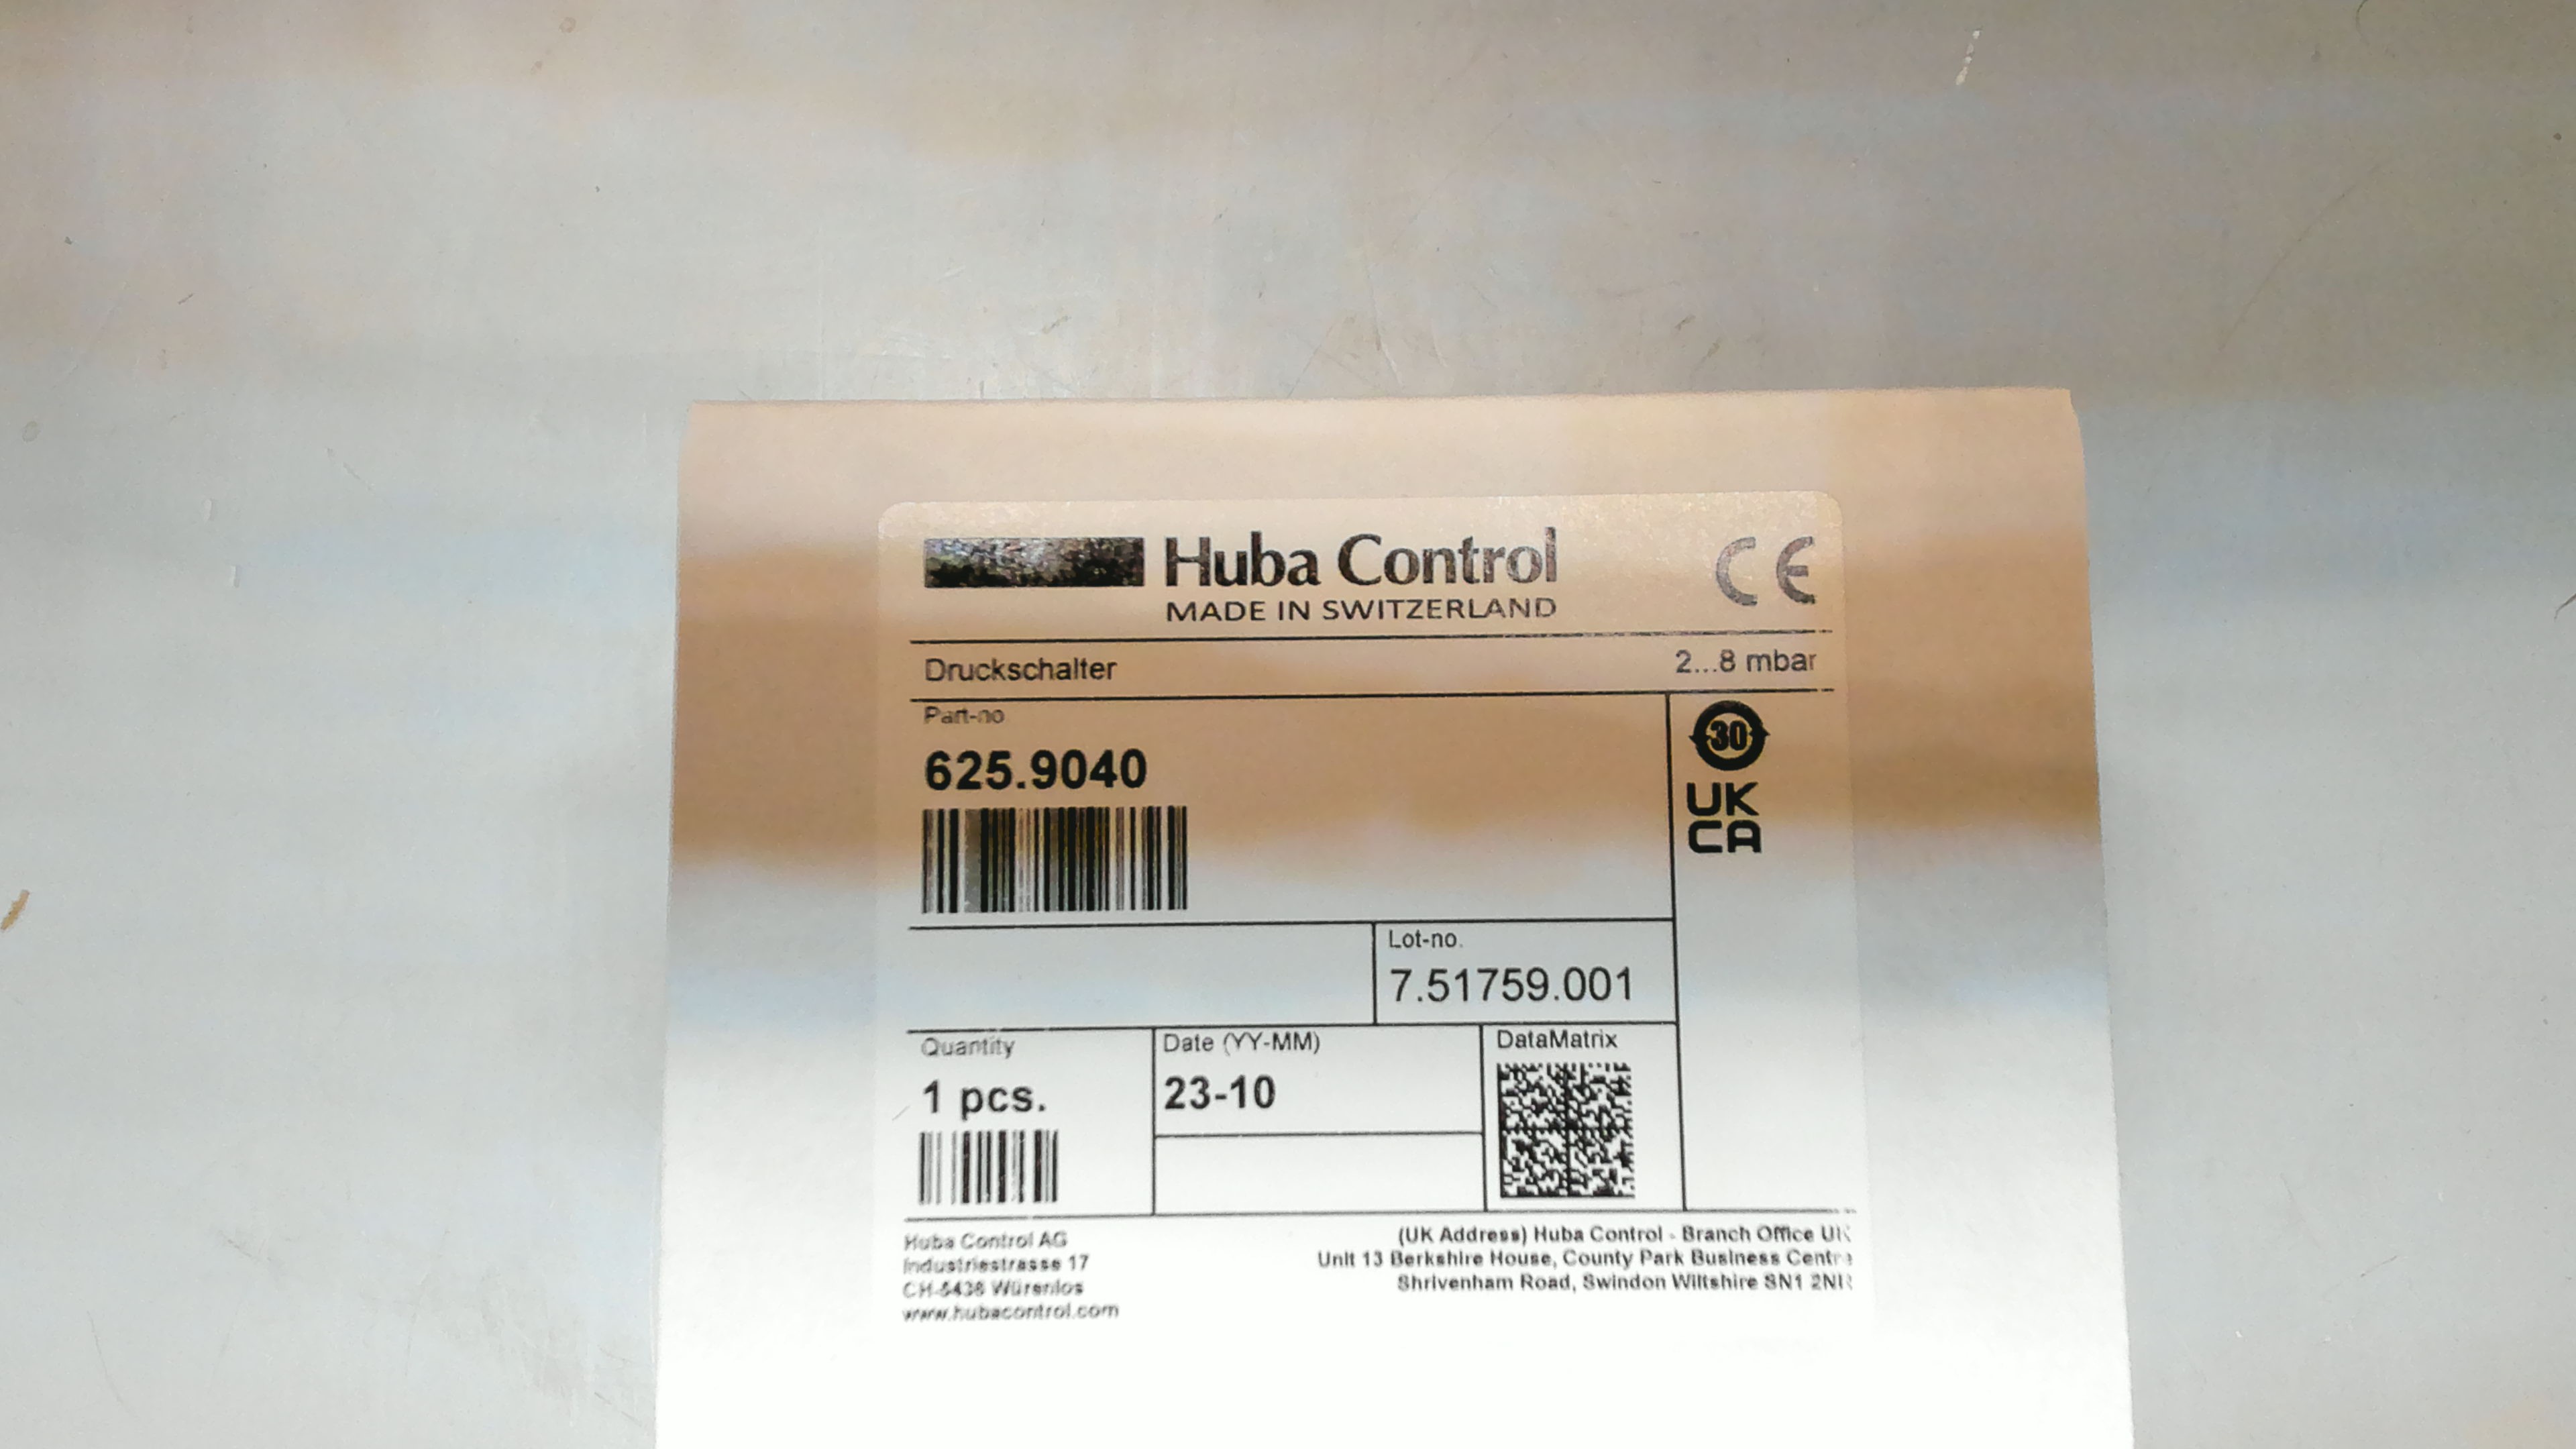 Huba Control
MADE IN SWITZERLAND
CE
Druckschalter
2...8 mbar
Part-no
625.9040
30
UK
CA
Lot-no.
7.51759.001
Quantity
1 pcs.
Date (YY-MM)
23-10
DataMatrix
Huba Control AG
Industriestrasse 17
CH-5436 Würenlos
www.hubacontrol.com
(UK Address) Huba Control - Branch Office UK
Unit 13 Berkshire House, County Park Business Centre
Shrivenham Road, Swindon Wiltshire SN1 2NR